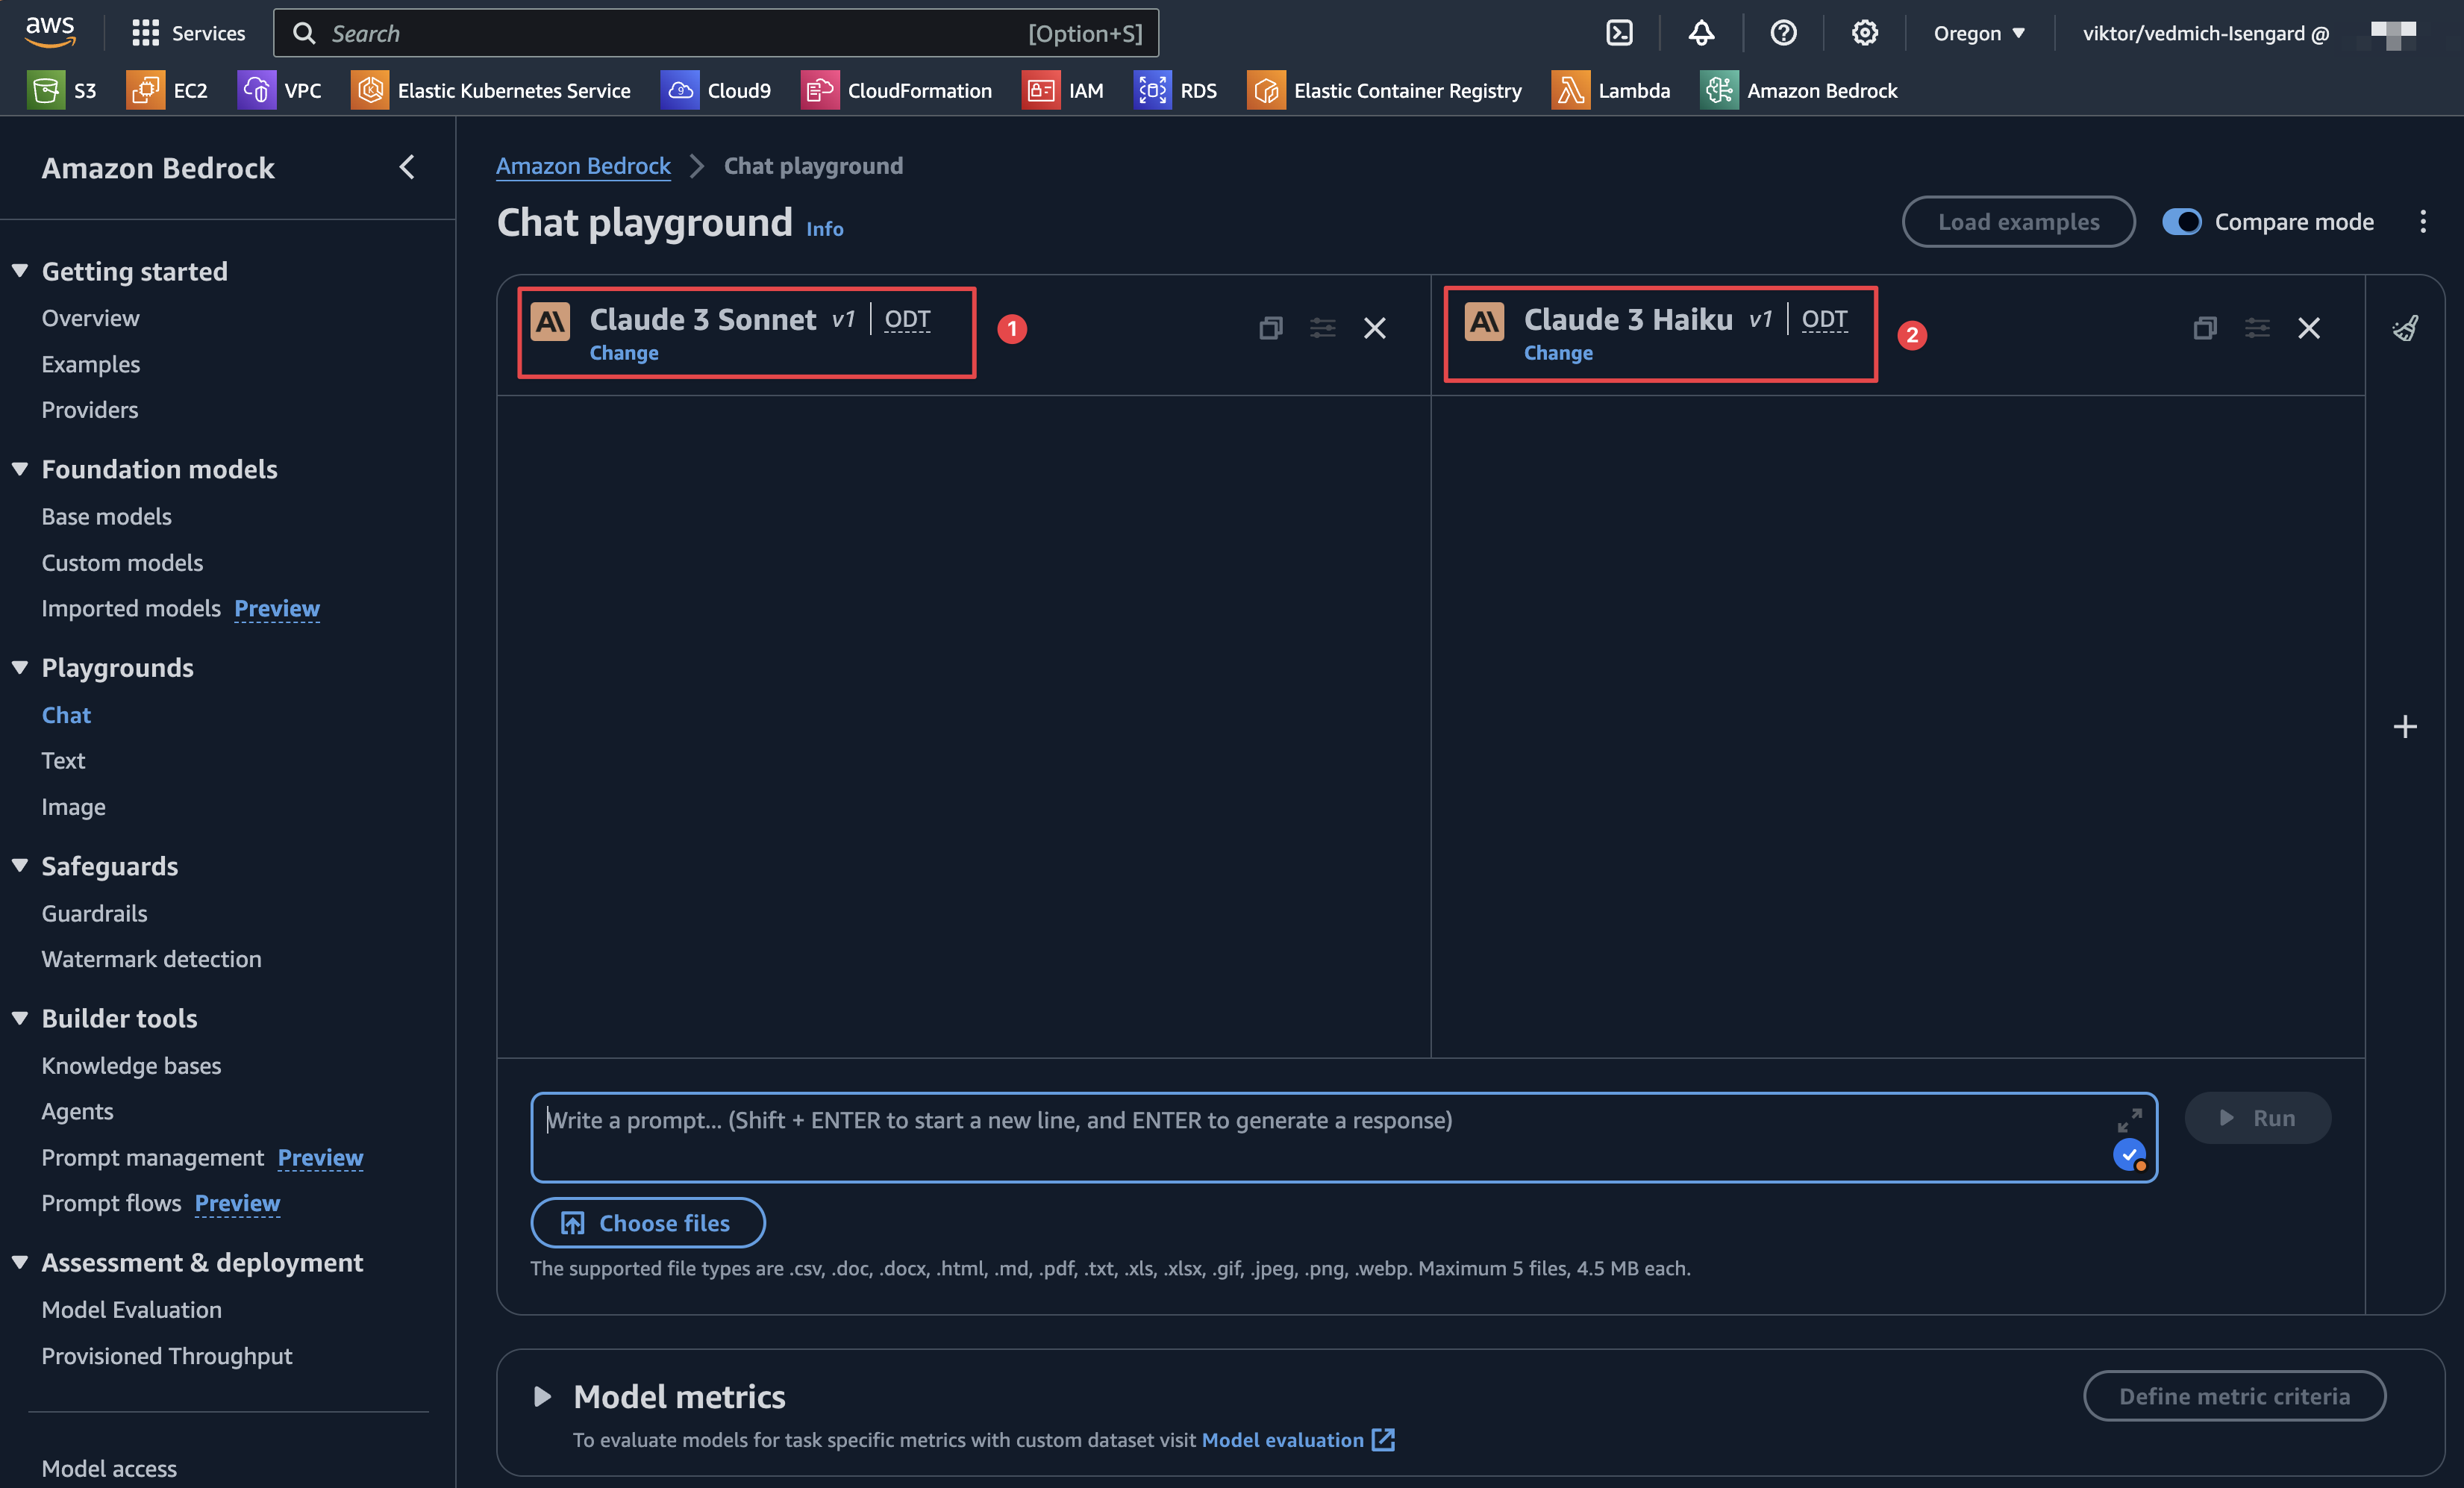 aws
Services
Search [Option+S]
Oregon
viktor/vedmich-Isengard @
S3
EC2
VPC
Elastic Kubernetes Service
Cloud9
CloudFormation
IAM
RDS
Elastic Container Registry
Lambda
Amazon Bedrock
Amazon Bedrock
Getting started
Overview
Examples
Providers
Foundation models
Base models
Custom models
Imported models Preview
Playgrounds
Chat
Text
Image
Safeguards
Guardrails
Watermark detection
Builder tools
Knowledge bases
Agents
Prompt management Preview
Prompt flows Preview
Assessment & deployment
Model Evaluation
Provisioned Throughput
Model access
Amazon Bedrock > Chat playground
Chat playground Info
Load examples
Compare mode
Claude 3 Sonnet v1 | ODT
Change
1
Claude 3 Haiku v1 | ODT
Change
2
Write a prompt... (Shift + ENTER to start a new line, and ENTER to generate a response)
Run
Choose files
The supported file types are .csv, .doc, .docx, .html, .md, .pdf, .txt, .xls, .xlsx, .gif, .jpeg, .png, .webp. Maximum 5 files, 4.5 MB each.
Model metrics
Define metric criteria
To evaluate models for task specific metrics with custom dataset visit Model evaluation